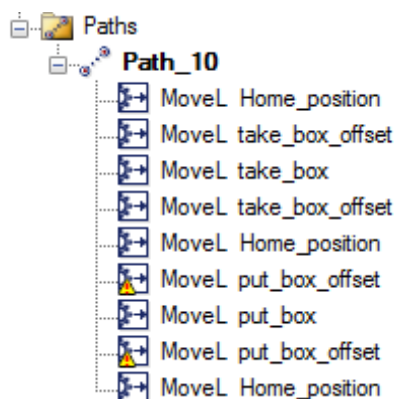 Paths
Path_10
MoveL Home_position
MoveL take_box_offset
MoveL take_box
MoveL take_box_offset
MoveL Home_position
MoveL put_box_offset
MoveL put_box
MoveL put_box_offset
MoveL Home_position